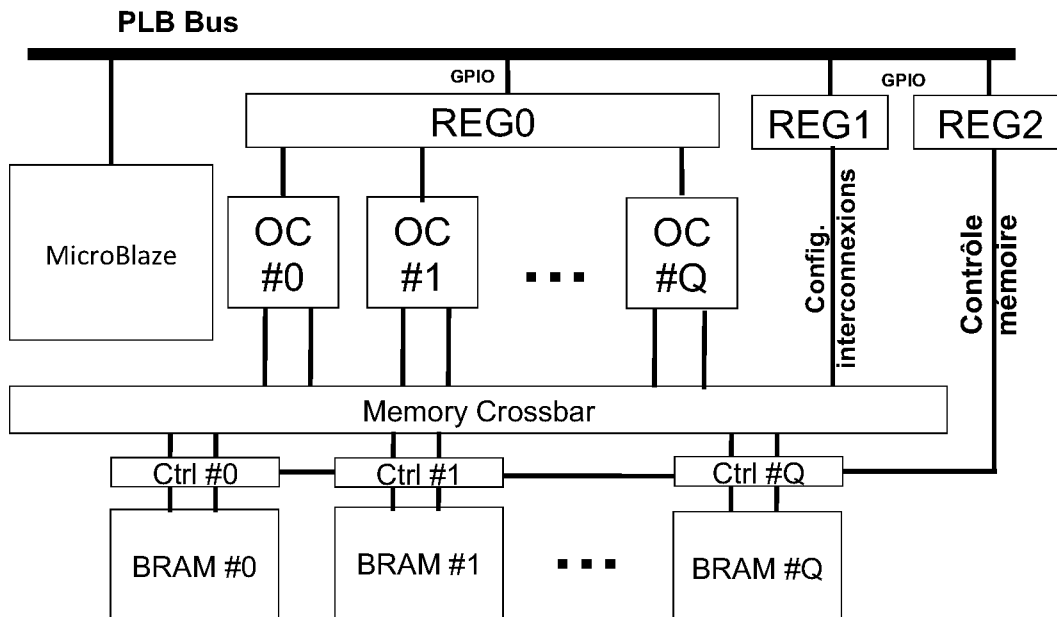 PLB Bus
GPIO
GPIO
REG0
REG1
REG2
MicroBlaze
OC
#0
OC
#1
OC
#Q
Config.
interconnexions
Contrôle
mémoire
Memory Crossbar
Ctrl #0
Ctrl #1
Ctrl #Q
BRAM #0
BRAM #1
BRAM #Q